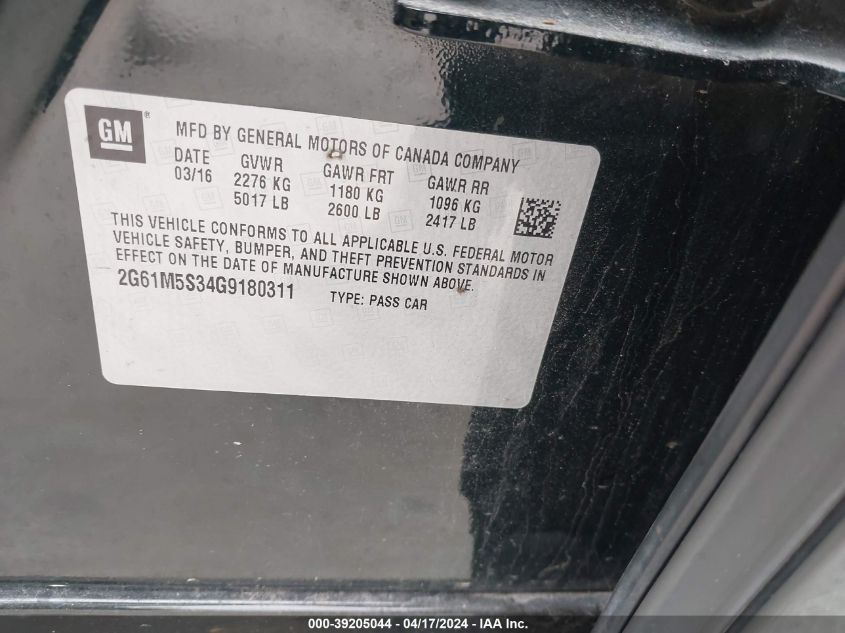 GM®
MFD BY GENERAL MOTORS OF CANADA COMPANY
DATE GVWR GAWR FRT GAWR RR
03/16 2276 KG 1180 KG 1096 KG
5017 LB 2600 LB 2417 LB
THIS VEHICLE CONFORMS TO ALL APPLICABLE U.S. FEDERAL MOTOR
VEHICLE SAFETY, BUMPER, AND THEFT PREVENTION STANDARDS IN
EFFECT ON THE DATE OF MANUFACTURE SHOWN ABOVE.
2G61M5S34G9180311 TYPE: PASS CAR
000-39205044 - 04/17/2024 - IAA Inc.